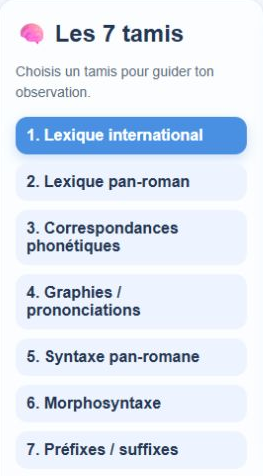 Les 7 tamis
Choisis un tamis pour guider ton
observation.
1. Lexique international
2. Lexique pan-roman
3. Correspondances
phonétiques
4. Graphies /
prononciations
5. Syntaxe pan-romane
6. Morphosyntaxe
7. Préfixes / suffixes